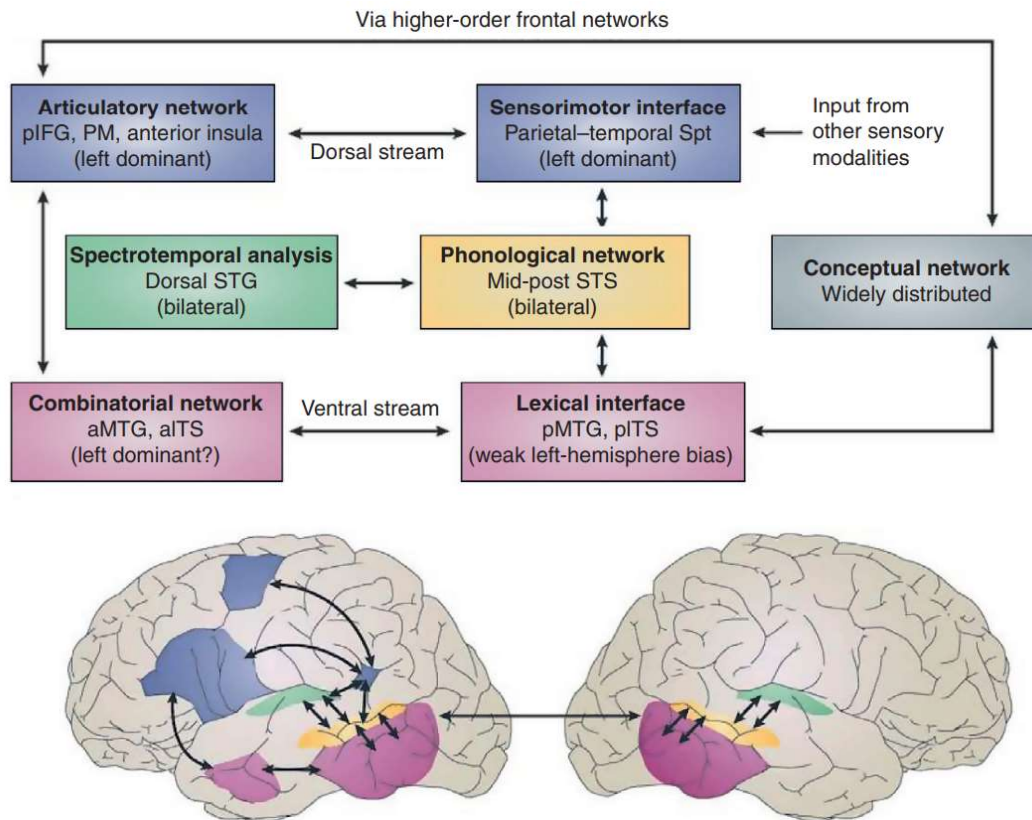 Via higher-order frontal networks
Articulatory network
pIFG, PM, anterior insula
(left dominant)
Dorsal stream
Sensorimotor interface
Parietal–temporal Spt
(left dominant)
Input from
other sensory
modalities
Spectrotemporal analysis
Dorsal STG
(bilateral)
Phonological network
Mid-post STS
(bilateral)
Conceptual network
Widely distributed
Combinatorial network
aMTG, aITS
(left dominant?)
Ventral stream
Lexical interface
pMTG, pITS
(weak left-hemisphere bias)